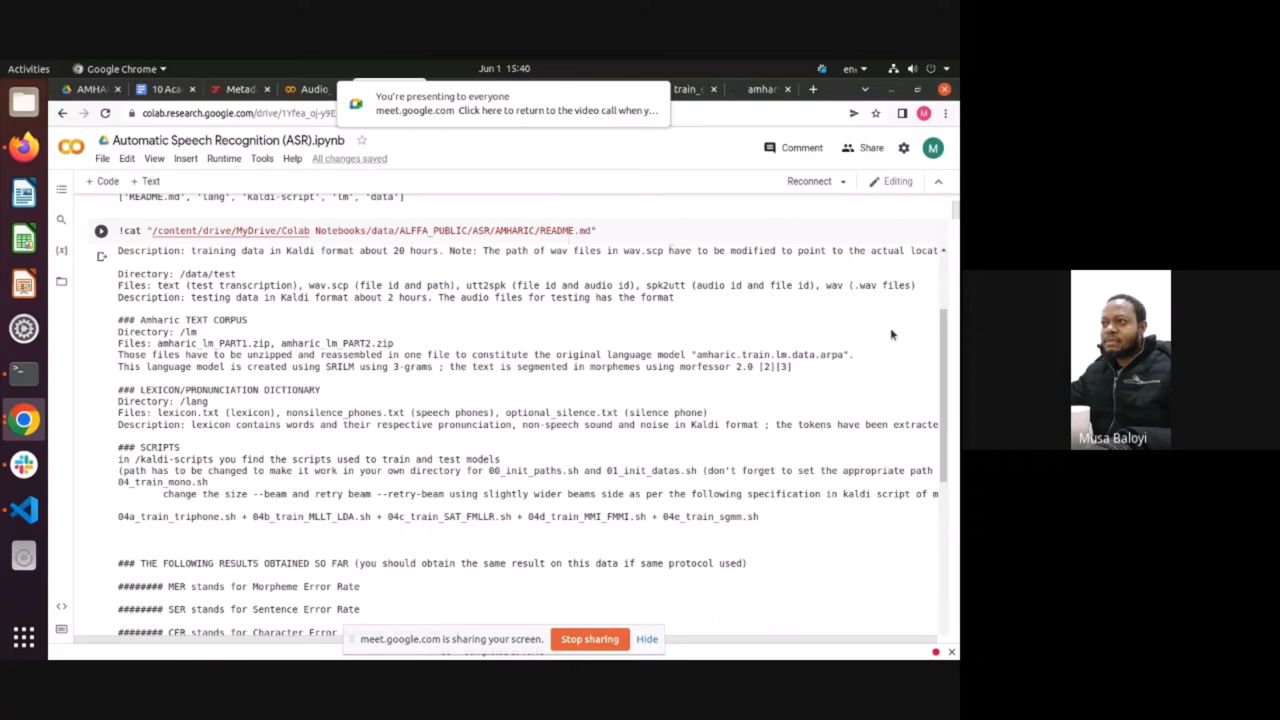 Activities
Google Chrome
Jun 1 15:40
en
AMHA
10 Aca
Metad
Audio_
train_c
amhar
You're presenting to everyone
meet.google.com Click here to return to the video call when y...
colab.research.google.com/drive/1Yfea_oj-y9E
M
Automatic Speech Recognition (ASR).ipynb
Comment
Share
M
File Edit View Insert Runtime Tools Help All changes saved
+ Code + Text
Reconnect
Editing
['README.md', 'lang', 'kaldi-script', 'lm', 'data']
!cat "/content/drive/MyDrive/Colab Notebooks/data/ALFFA_PUBLIC/ASR/AMHARIC/README.md"
Description: training data in Kaldi format about 20 hours. Note: The path of wav files in wav.scp have to be modified to point to the actual locat
Directory: /data/test
Files: text (test transcription), wav.scp (file id and path), utt2spk (file id and audio id), spk2utt (audio id and file id), wav (.wav files)
Description: testing data in Kaldi format about 2 hours. The audio files for testing has the format
### Amharic TEXT CORPUS
Directory: /lm
Files: amharic_lm_PART1.zip, amharic_lm_PART2.zip
Those files have to be unzipped and reassembled in one file to constitute the original language model "amharic.train.lm.data.arpa".
This language model is created using SRILM using 3-grams ; the text is segmented in morphemes using morfessor 2.0 [2][3]
### LEXICON/PRONUNCIATION DICTIONARY
Directory: /lang
Files: lexicon.txt (lexicon), nonsilence_phones.txt (speech phones), optional_silence.txt (silence phone)
Description: lexicon contains words and their respective pronunciation, non-speech sound and noise in Kaldi format ; the tokens have been extracte
### SCRIPTS
in /kaldi-scripts you find the scripts used to train and test models
(path has to be changed to make it work in your own directory for 00_init_paths.sh and 01_init_datas.sh (don't forget to set the appropriate path
04_train_mono.sh
change the size --beam and retry beam --retry-beam using slightly wider beams side as per the following specification in kaldi script of m
04a_train_triphone.sh + 04b_train_MLLT_LDA.sh + 04c_train_SAT_FMLLR.sh + 04d_train_MMI_FMMI.sh + 04e_train_sgmm.sh
### THE FOLLOWING RESULTS OBTAINED SO FAR (you should obtain the same result on this data if same protocol used)
######## MER stands for Morpheme Error Rate
######## SER stands for Sentence Error Rate
######## CER stands for Character Error
meet.google.com is sharing your screen.
Stop sharing
Hide
Musa Baloyi